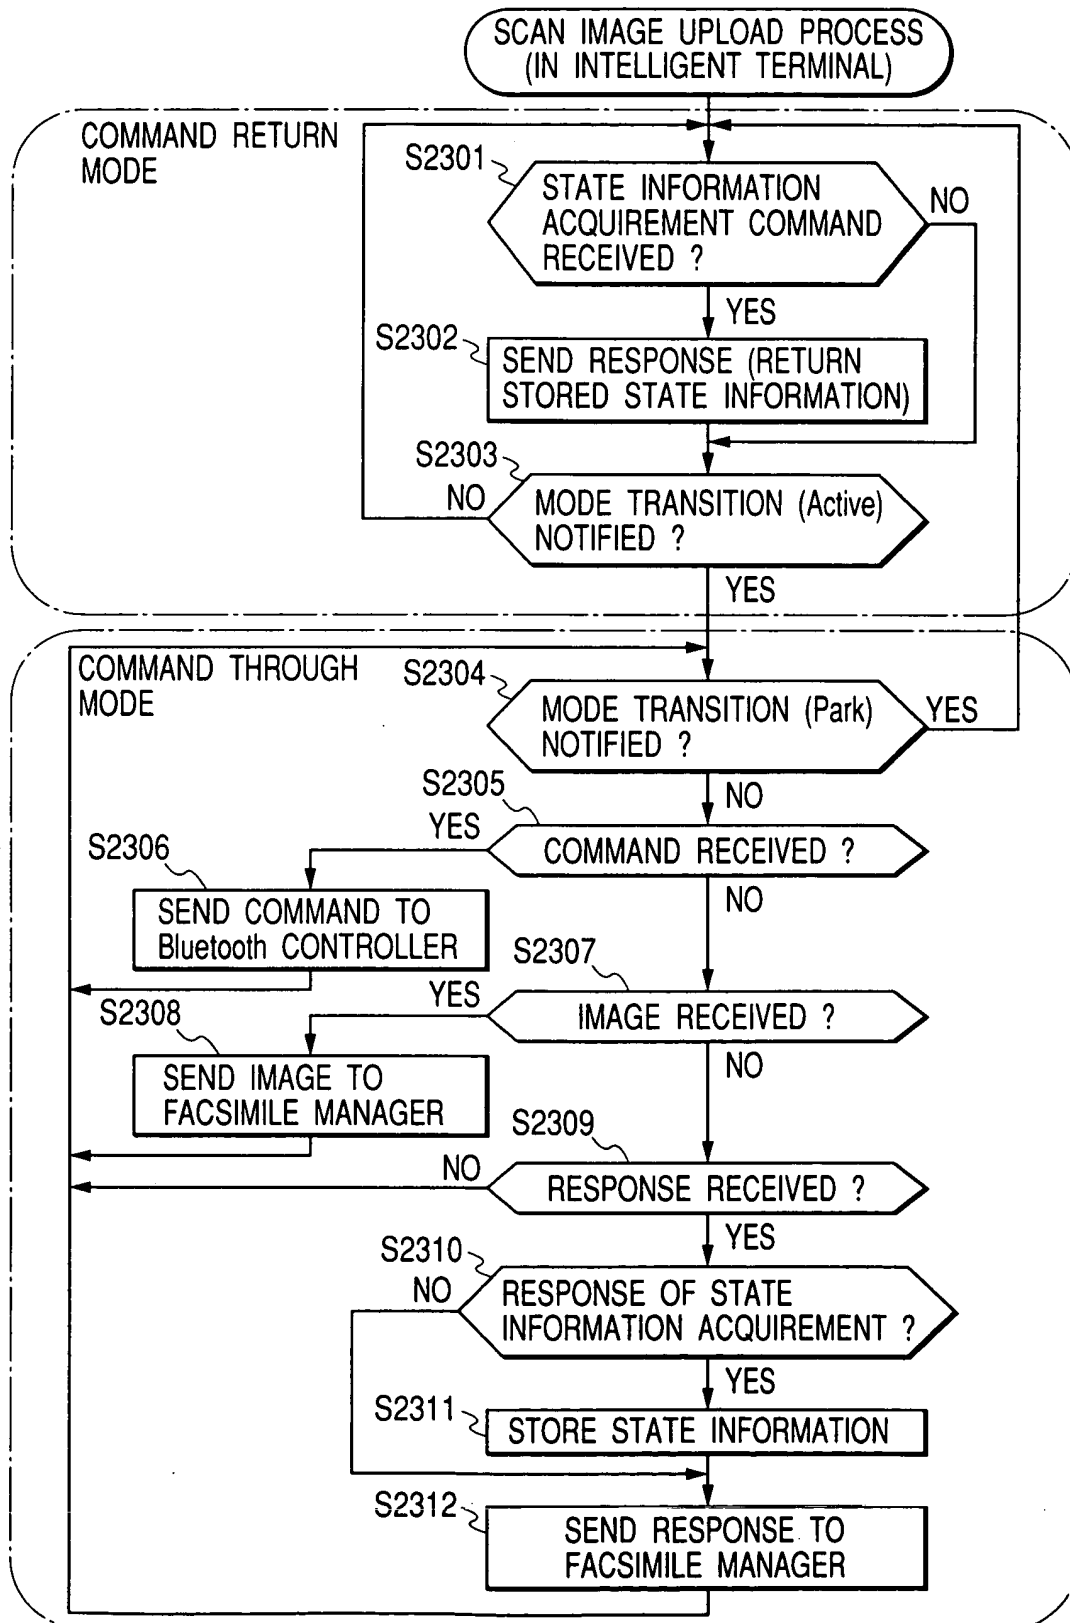 SCAN IMAGE UPLOAD PROCESS
(IN INTELLIGENT TERMINAL)
COMMAND RETURN
MODE
S2301
STATE INFORMATION
ACQUIREMENT COMMAND
RECEIVED ?
NO
YES
S2302
SEND RESPONSE (RETURN
STORED STATE INFORMATION)
S2303
NO
MODE TRANSITION (Active)
NOTIFIED ?
YES
COMMAND THROUGH
MODE
S2304
MODE TRANSITION (Park)
NOTIFIED ?
YES
NO
S2305
YES
COMMAND RECEIVED ?
S2306
NO
SEND COMMAND TO
Bluetooth CONTROLLER
S2307
YES
IMAGE RECEIVED ?
S2308
NO
SEND IMAGE TO
FACSIMILE MANAGER
S2309
NO
RESPONSE RECEIVED ?
YES
S2310
NO
RESPONSE OF STATE
INFORMATION ACQUIREMENT ?
YES
S2311
STORE STATE INFORMATION
S2312
SEND RESPONSE TO
FACSIMILE MANAGER